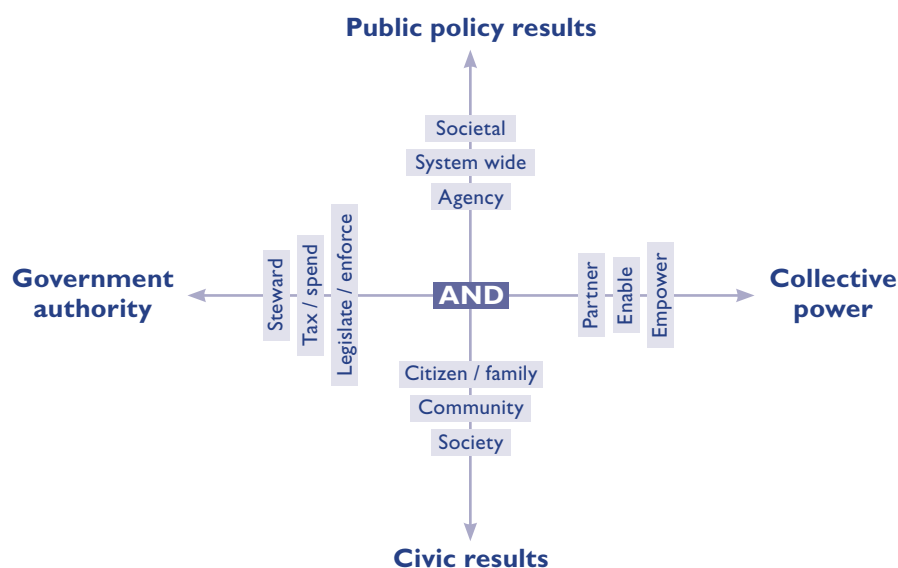 Public policy results
Societal
System wide
Agency
Government
authority
Steward
Tax / spend
Legislate / enforce
AND
Partner
Enable
Empower
Collective
power
Citizen / family
Community
Society
Civic results